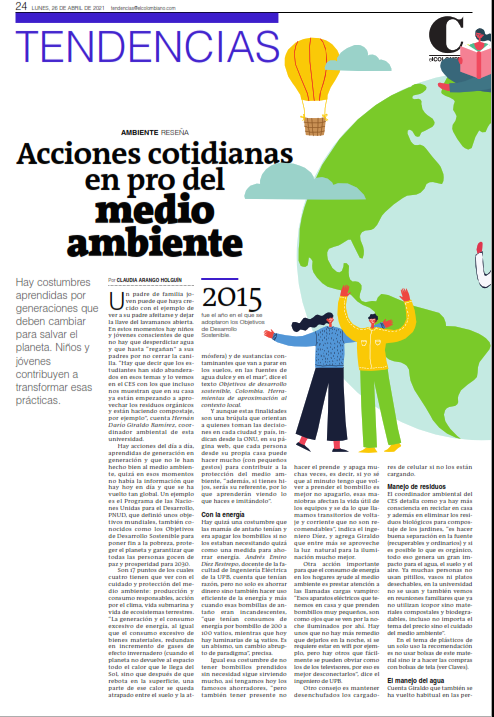 24 LUNES, 26 DE ABRIL DE 2021 tendencias@elcolombiano.com
TENDENCIAS
C
AMBIENTE RESEÑA
Acciones cotidianas
en pro del
medio
ambiente
Hay costumbres
aprendidas por
generaciones que
deben cambiar
para salvar el
planeta. Niños y
jóvenes
contribuyen a
transformar esas
prácticas.
Por CLAUDIA ARANGO HOLGUÍN
Un padre de familia jo-
ven puede que haya cre-
cido con el ejemplo de
ver a su padre afeitarse y dejar
la llave del lavamanos abierta.
En estos momentos hay niños
y jóvenes conscientes de que
no hay que desperdiciar agua
y que hasta "regañan" a sus
padres por no cerrar la cani-
lla. "Hay que decir que los es-
tudiantes han sido abandera-
dos en esos temas y lo vemos
en el CES con los que incluso
nos muestran que en su casa
ya están empezando a apro-
vechar los residuos orgánicos
y están haciendo compostaje,
por ejemplo", cuenta Hernán
Darío Giraldo Ramírez, coor-
dinador ambiental de esta
universidad.
Hay acciones del día a día,
aprendidas de generación en
generación y que no le han
hecho bien al medio ambien-
te, quizá en esos momentos
no había la información que
hay hoy en día y que se ha
vuelto tan global. Un ejemplo
es el Programa de las Nacio-
nes Unidas para el Desarrollo,
PNUD, que definió unos obje-
tivos mundiales, también co-
nocidos como los Objetivos
de Desarrollo Sostenible para
poner fin a la pobreza, prote-
ger el planeta y garantizar que
todas las personas gocen de
paz y prosperidad para 2030.
Son 17 puntos de los cuales
cuatro tienen que ver con el
cuidado y protección del me-
dio ambiente: producción y
consumo responsables, acción
por el clima, vida submarina y
vida de ecosistemas terrestres.
"La generación y el consumo
excesivo de energía, al igual
que el consumo excesivo de
bienes materiales, redundan
en incremento de gases de
efecto invernadero (cuando el
planeta no devuelve al espacio
todo el calor que le llega del
Sol, sino que después de que
rebota en la superficie, una
parte de ese calor se queda
atrapado entre el suelo y la at-
2015
fue el año en el que se
adoptaron los Objetivos
de Desarrollo
Sostenible.
mósfera) y de sustancias con-
taminantes que van a parar en
los suelos, en las fuentes de
agua dulce y en el mar", dice el
texto Objetivos de desarrollo
sostenible. Colombia. Herra-
mientas de aproximación al
contexto local.
Y aunque estas finalidades
son una brújula que orientan
a quienes toman las decisio-
nes en cada ciudad y país, in-
dican desde la ONU, en su pá-
gina web, que cada persona
desde su propia casa puede
hacer mucho (con pequeños
gestos) para contribuir a la
protección del medio am-
biente, "además, si tienes hi-
jos, serás su referente, por lo
que aprenderán viendo lo
que haces e imitándolo".
Con la energía
Hay quizá una costumbre que
las mamás de antaño tenían y
era apagar los bombillos si no
los estaban necesitando quizá
como una medida para aho-
rrar energía. Andrés Emiro
Díez Restrepo, docente de la fa-
cultad de Ingeniería Eléctrica
de la UPB, cuenta que tenían
razón, pero no solo es ahorrar
dinero sino también hacer uso
eficiente de la energía y más
cuando esas bombillas de an-
taño eran incandescentes,
"que tenían consumos de
energía por bombillo de 200 a
100 vatios, mientras que hoy
hay luminarias de 14 vatios. Es
un abismo, un cambio abrup-
to de paradigma", precisa.
Igual esa costumbre de no
tener bombillos prendidos
sin necesidad sigue sirviendo
mucho, así tengamos hoy los
famosos ahorradores, "pero
también tener presente no
hacer el prende y apaga mu-
chas veces, es decir, si yo sé
que al minuto tengo que vol-
ver a prender el bombillo es
mejor no apagarlo, esas ma-
niobras afectan la vida útil de
los equipos y se da lo que lla-
mamos transitorios de volta-
je y corriente que no son re-
comendables", indica el inge-
niero Díez, y agrega Giraldo
que entre más se aproveche
la luz natural para la ilumi-
nación mucho mejor.
Otra acción importante
para que el consumo de energía
en los hogares ayude al medio
ambiente es prestar atención a
las llamadas cargas vampiro:
"Esos aparatos eléctricos que te-
nemos en casa y que prenden
bombillos muy pequeños, son
como ojos que se ven por la no-
che iluminados por ahí. Hay
unos que no hay más remedio
que dejarlos en la noche, si se
requiere estar en wifi por ejem-
plo, pero hay otros que fácil-
mente se pueden obviar como
los de los televisores, por eso es
mejor desconectarlos", dice el
ingeniero de UPB.
Otro consejo es mantener
desenchufados los cargado-
res de celular si no los están
cargando.
Manejo de residuos
El coordinador ambiental del
CES detalla como ya hay más
consciencia en reciclar en casa
y además en eliminar los resi-
duos biológicos para compos-
taje de los jardines, "es hacer
buena separación en la fuente
(recuperables y ordinarios) y si
es posible lo que es orgánico,
todo eso genera un gran im-
pacto para el agua, el suelo y el
aire. Ya muchas personas no
usan pitillos, vasos ni platos
desechables, en la universidad
no se usan y también vemos
en reuniones familiares que ya
no utilizan icopor sino mate-
riales compostables y biodegra-
dables, incluso no importa el
tema del precio sino el cuidado
del medio ambiente".
En el tema de plásticos de
un solo uso la recomendación
es no usar bolsas de este mate-
rial sino ir a hacer las compras
con bolsas de tela (ver Claves).
El manejo del agua
Cuenta Giraldo que también se
ha vuelto habitual en las per-